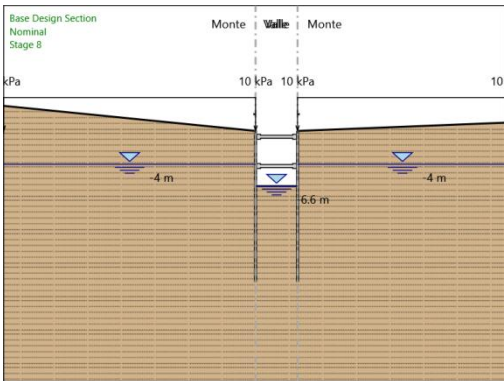 Base Design Section
Nominal
Stage 8
Monte Valle Monte
kPa 10 kPa 10 kPa 10
-4 m -4 m
6.6 m